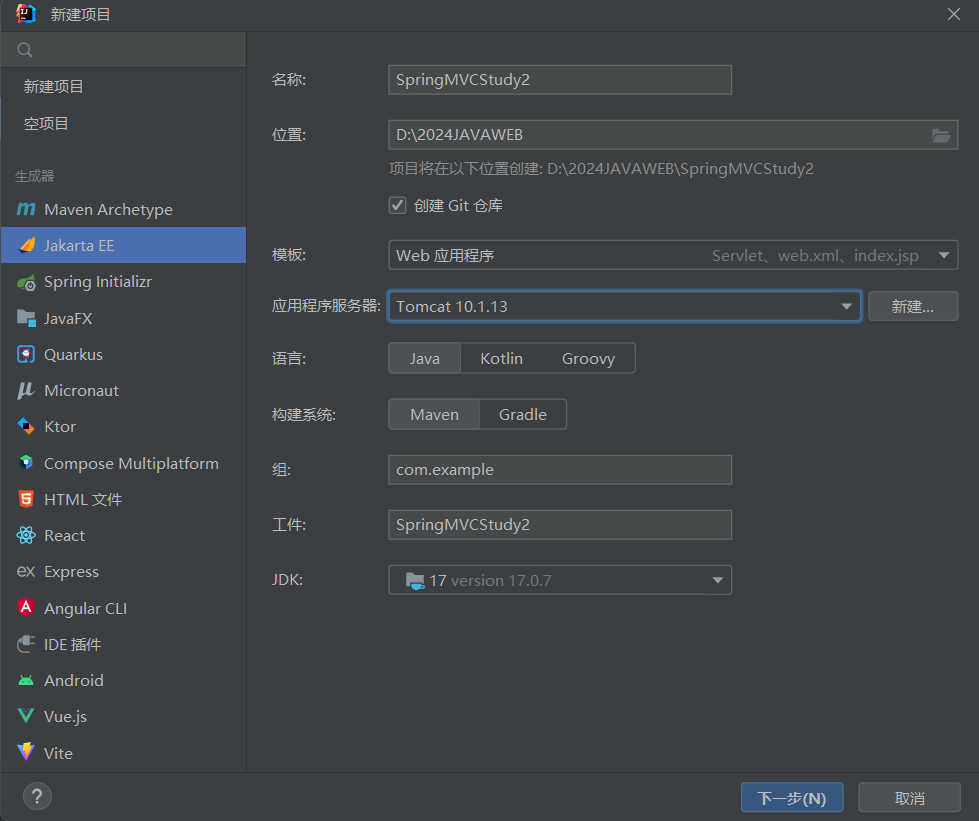 新建项目
新建项目
空项目
生成器
Maven Archetype
Jakarta EE
Spring Initializr
JavaFX
Quarkus
Micronaut
Ktor
Compose Multiplatform
HTML 文件
React
ex Express
Angular CLI
IDE 插件
Android
Vue.js
Vite
名称: SpringMVCStudy2
位置: D:\2024JAVAWEB
项目将在以下位置创建: D:\2024JAVAWEB\SpringMVCStudy2
创建 Git 仓库
模板: Web 应用程序 Servlet、web.xml、index.jsp
应用程序服务器: Tomcat 10.1.13 新建...
语言: Java Kotlin Groovy
构建系统: Maven Gradle
组: com.example
工件: SpringMVCStudy2
JDK: 17 version 17.0.7
? 下一步(N) 取消